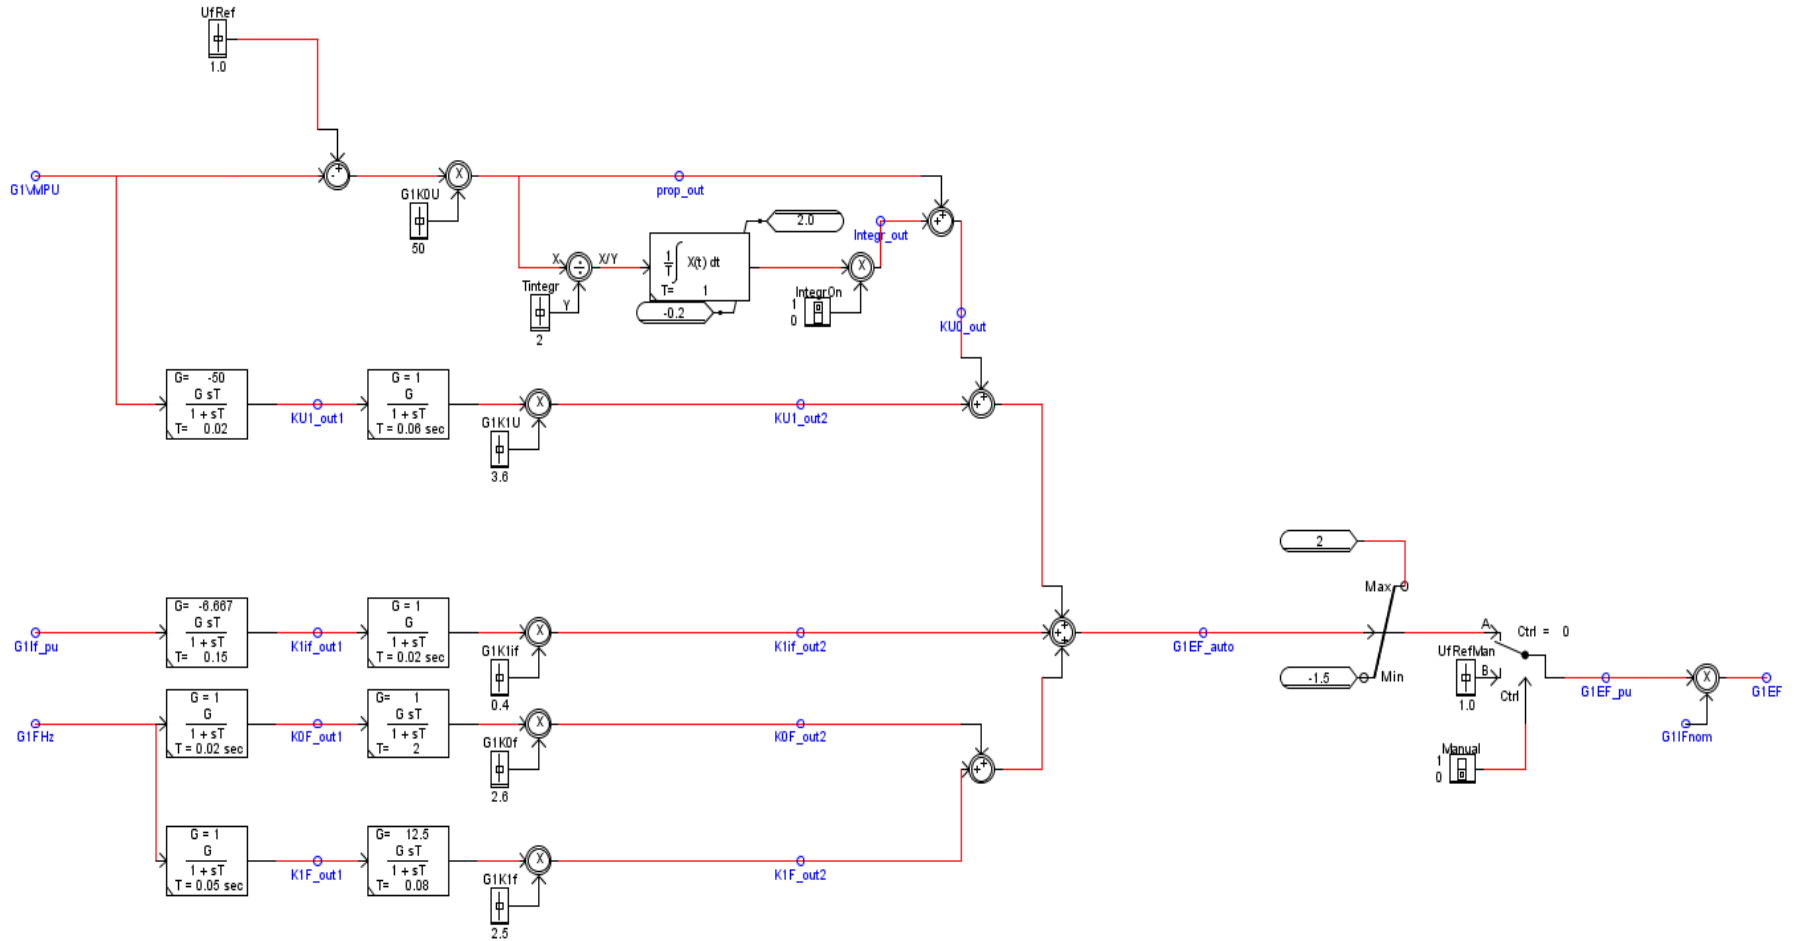 UfRef
1.0
G1VMPU
+
-
X
G1K0U
50
prop_out
2.0
Integr_out
+
+
X
X/Y
÷
Tintegr
Y
2
1
T
∫ X(t) dt
T= 1
-0.2
X
IntegrOn
1
0
KU0_out
G= -50
G sT
1 + sT
T= 0.02
KU1_out1
G = 1
G
1 + sT
T = 0.06 sec
X
G1K1U
3.6
KU1_out2
+
+
G1If_pu
G= -6.667
G sT
1 + sT
T= 0.15
K1if_out1
G = 1
G
1 + sT
T = 0.02 sec
X
G1K1if
0.4
K1if_out2
+
+
+
G1EF_auto
2
Max
-1.5
Min
A
Ctrl = 0
UfRefMan
B
1.0
Ctrl
Manual
1
0
G1EF_pu
X
G1EF
G1IFnom
G1FHz
G = 1
G
1 + sT
T = 0.02 sec
K0F_out1
G= 1
G sT
1 + sT
T= 2
X
G1K0f
2.6
K0F_out2
+
+
G = 1
G
1 + sT
T = 0.05 sec
K1F_out1
G= 12.5
G sT
1 + sT
T= 0.08
X
G1K1f
2.5
K1F_out2